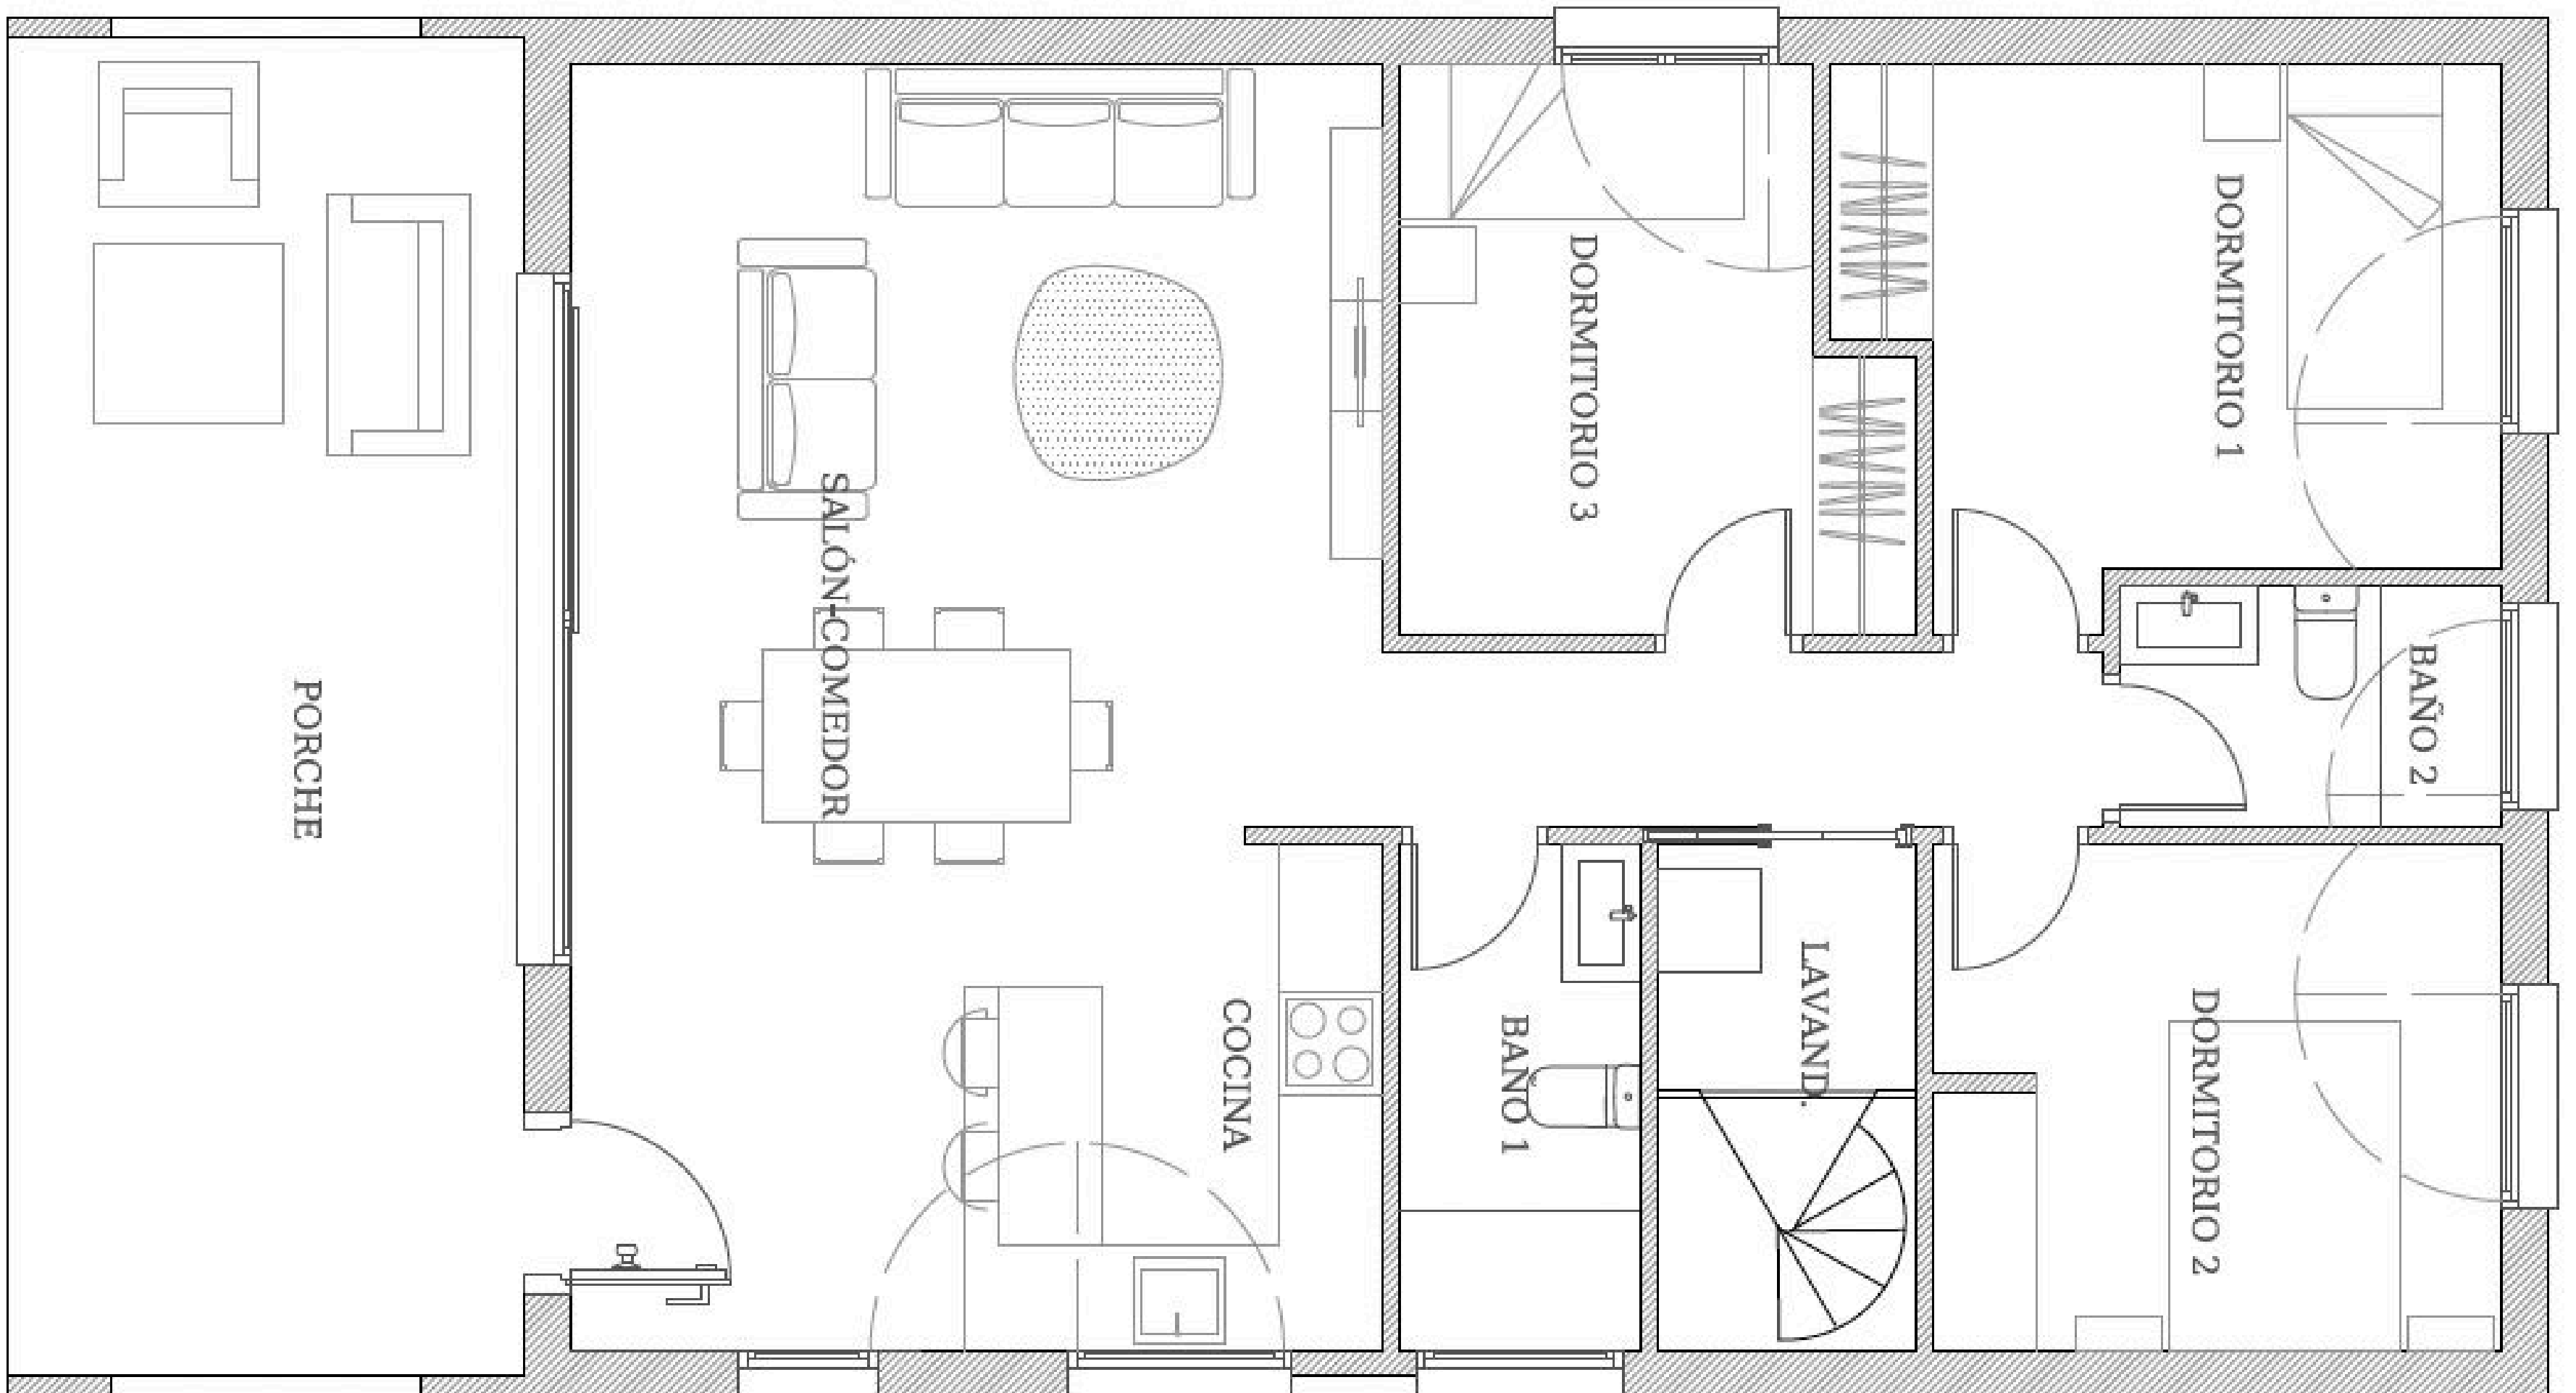 BAÑO 2
DORMITORIO 1
DORMITORIO 2
LAVAND.
DORMITORIO 3
BAÑO 1
COCINA
SALÓN-COMEDOR
PORCHE